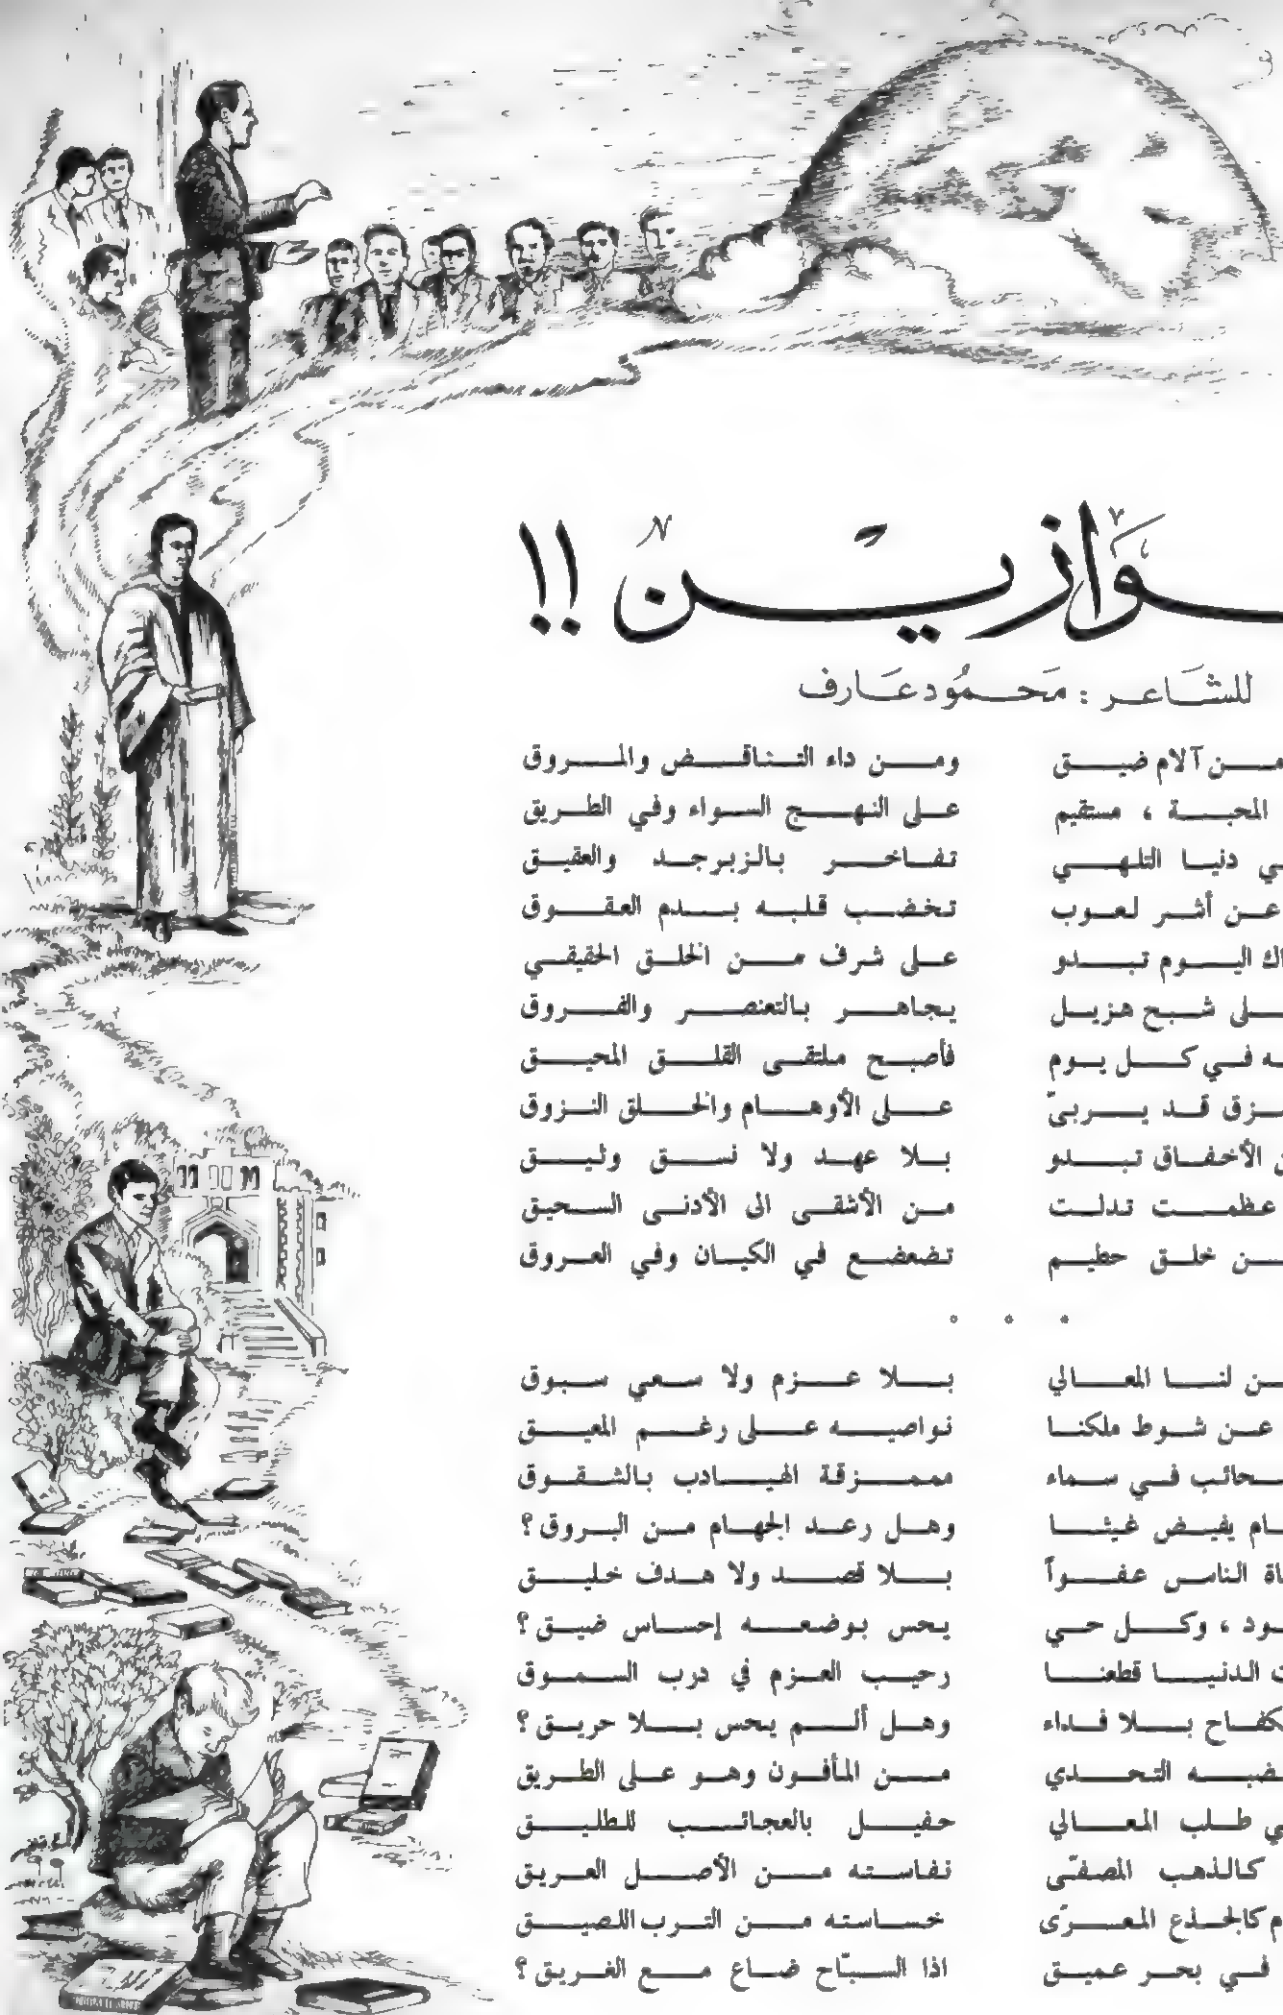 !!
للشاعر : محمود عارف
مـن آلام ضيق ومن داء التناقض والمروق
المحبة ، مستقيم على النهج السواء وفي الطريق
دنيا التلهي تفاخر بالزبرجد والعقيق
عن أشر لعوب تخضب قلبه بدم العقوق
اليوم تبدو على شرف من الخلق الحقيقي
شبح هزيل يجاهر بالتعنصر والفروق
في كل يوم فأصبح ملتقى القلق المحيق
قد يربيّ على الأوهام والخلق النزوق
الأخفاق تبدو بلا عهد ولا نسق وثيق
عظمت تدلت من الأشقى الى الأدنى السحيق
خلق حطيم تضعضع في الكيان وفي العروق
لنا المعالي بلا عزم ولا سعي سبوق
عن شوط ملكنا نواصيه على رغم المعيق
في سماء ممزقة الهيادب بالشقوق
يفيض غيثا وهل رعد الجهام من البروق؟
الناس عفواً بلا قصد ولا هدف خليق
، وكل حي يحس بوضعه إحساس ضيق؟
الدنيا قطعنا رحيب العزم في درب السموق
بلا فداء وهل ألم يحس بلا حريق؟
التحدي من المأفون وهو على الطريق
طلب المعالي حفيل بالعجائب للطليق
كالذهب المصفّى نفاسته من الأصل العريق
كالجذع المعرّى خساسته من الترب اللصيق
في بحر عميق اذا السبّاح ضاع مع الغريق؟